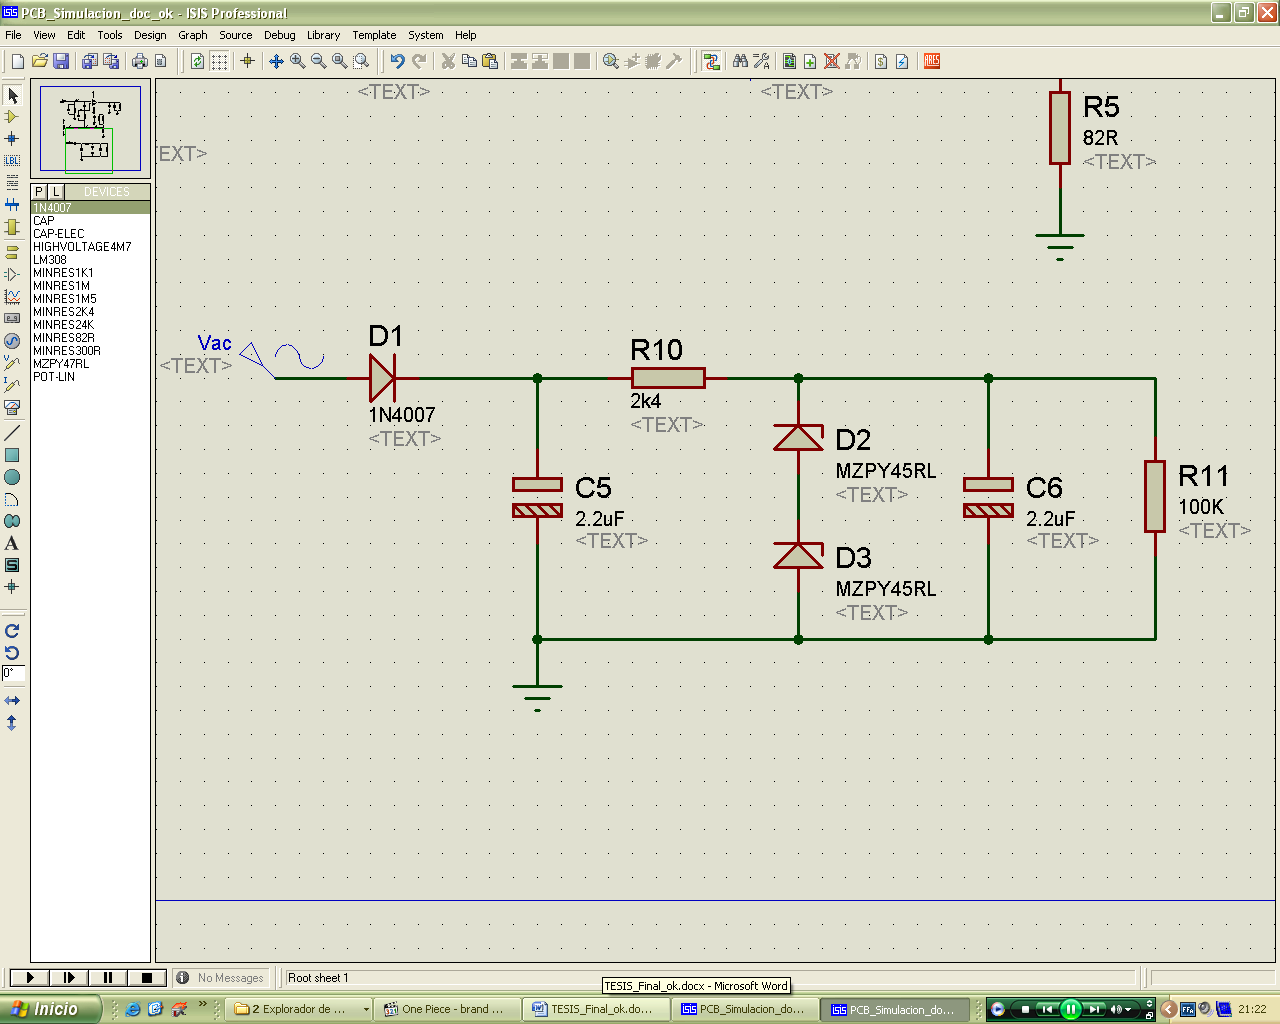 PCB_Simulacion_doc_ok - ISIS Professional
File View Edit Tools Design Graph Source Debug Library Template System Help
<TEXT>
<TEXT>
EXT>
R5
82R
<TEXT>
P L DEVICES
1N4007
CAP
CAP-ELEC
HIGHVOLTAGE4M7
LM308
MINRES1K1
MINRES1M
MINRES1M5
MINRES2K4
MINRES24K
MINRES82R
MINRES300R
MZPY47RL
POT-LIN
LBL
A
S
0°
ARES
Vac
<TEXT>
D1
1N4007
<TEXT>
R10
2k4
<TEXT>
C5
2.2uF
<TEXT>
D2
MZPY45RL
<TEXT>
D3
MZPY45RL
<TEXT>
C6
2.2uF
<TEXT>
R11
100K
<TEXT>
No Messages
Root sheet 1
TESIS_Final_ok.docx - Microsoft Word
Inicio
2 Explorador de ...
One Piece - brand ...
TESIS_Final_ok.do...
PCB_Simulacion_do...
PCB_Simulacion_do...
21:22